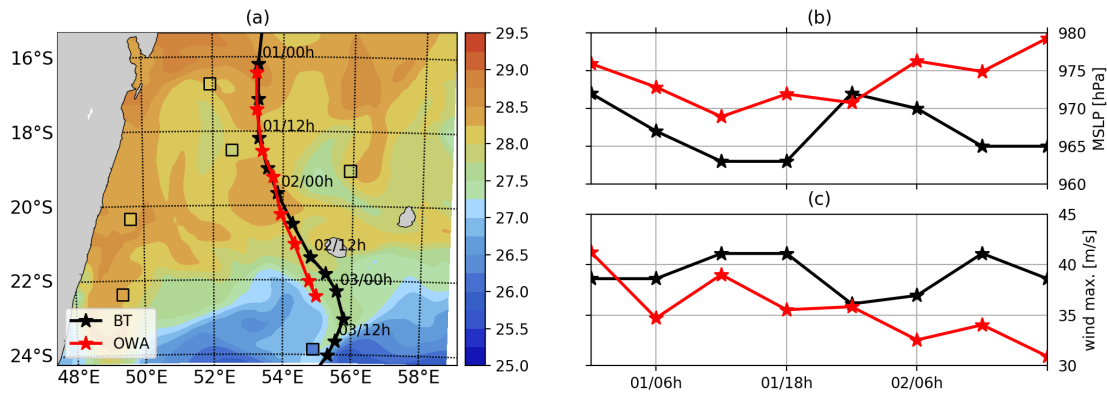 (a)
16°S
18°S
20°S
22°S
24°S
01/00h
01/12h
02/00h
02/12h
03/00h
03/12h
BT
OWA
48°E
50°E
52°E
54°E
56°E
58°E
29.5
29.0
28.5
28.0
27.5
27.0
26.5
26.0
25.5
25.0
(b)
980
975
970
965
960
MSLP [hPa]
(c)
45
40
35
30
wind max. [m/s]
01/06h
01/18h
02/06h